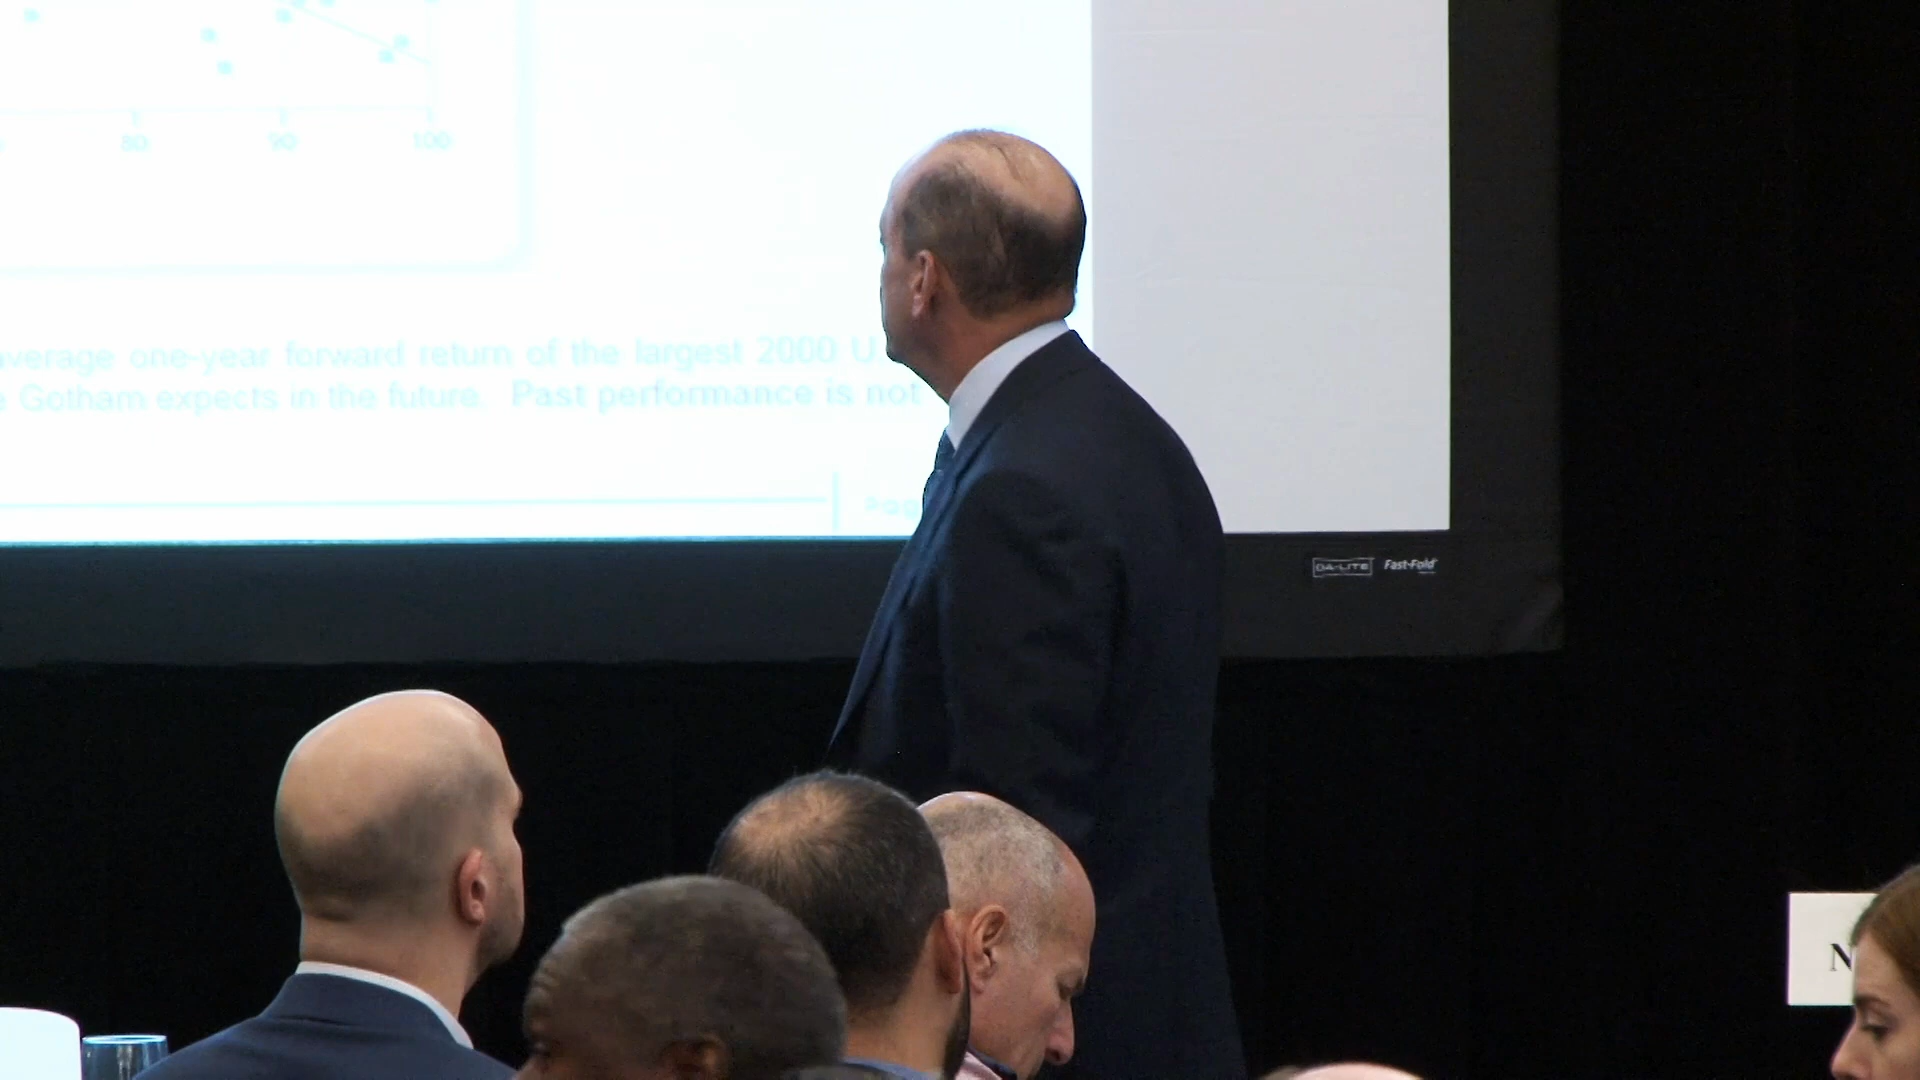 80 90 100
average one-year forward return of the largest 2000 U.
Gotham expects in the future. Past performance is not
Pag
DA-LITE Fast-Fold
N